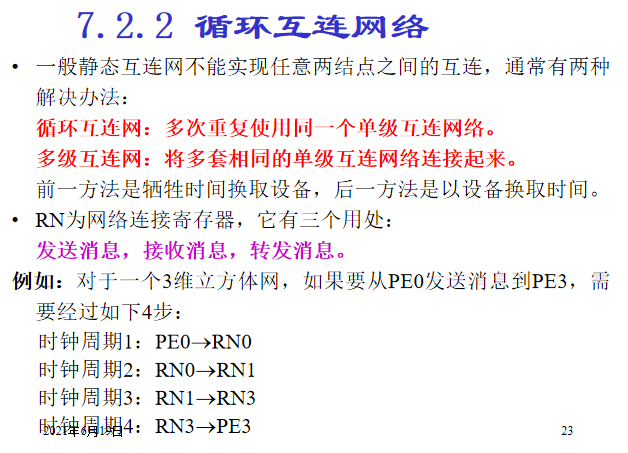 7.2.2 循环互连网络
• 一般静态互连网不能实现任意两结点之间的互连，通常有两种
解决办法：
循环互连网：多次重复使用同一个单级互连网络。
多级互连网：将多套相同的单级互连网络连接起来。
前一方法是牺牲时间换取设备，后一方法是以设备换取时间。
• RN为网络连接寄存器，它有三个用处：
发送消息，接收消息，转发消息。
例如：对于一个3维立方体网，如果要从PE0发送消息到PE3，需
要经过如下4步：
时钟周期1：PE0→RN0
时钟周期2：RN0→RN1
时钟周期3：RN1→RN3
时钟周期4：RN3→PE3
2021年6月19日
23